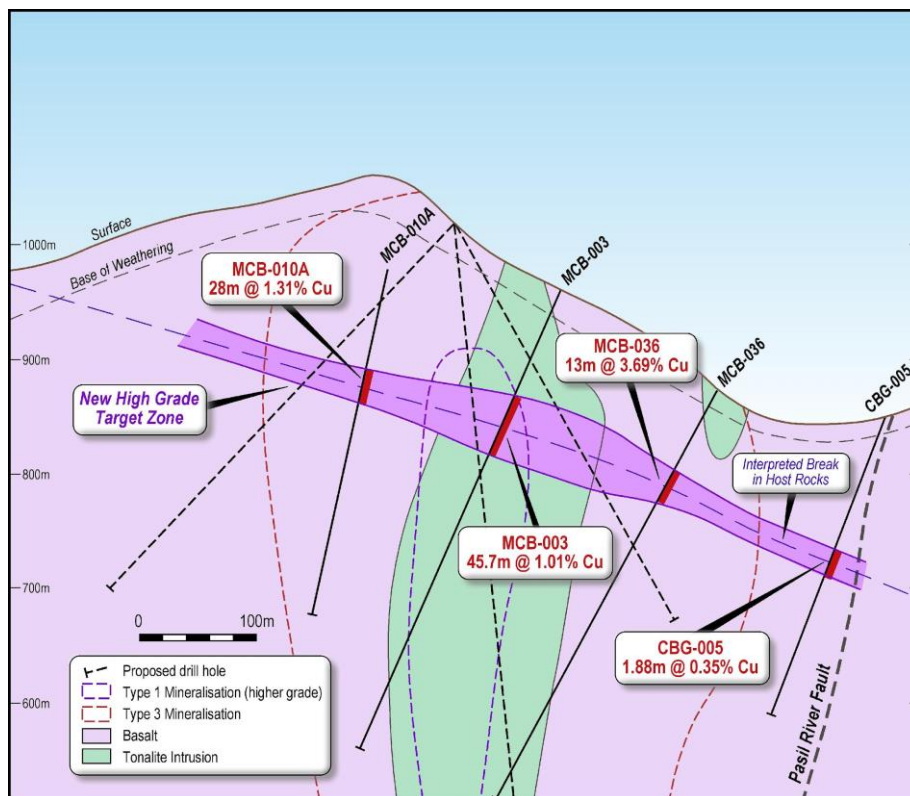 Surface
Base of Weathering
1000m
900m
800m
700m
600m
MCB-010A
MCB-003
MCB-036
CBG-005
MCB-010A
28m @ 1.31% Cu
MCB-036
13m @ 3.69% Cu
New High Grade
Target Zone
Interpreted Break
in Host Rocks
MCB-003
45.7m @ 1.01% Cu
CBG-005
1.88m @ 0.35% Cu
Pasil River Fault
0 100m
Proposed drill hole
Type 1 Mineralisation (higher grade)
Type 3 Mineralisation
Basalt
Tonalite Intrusion